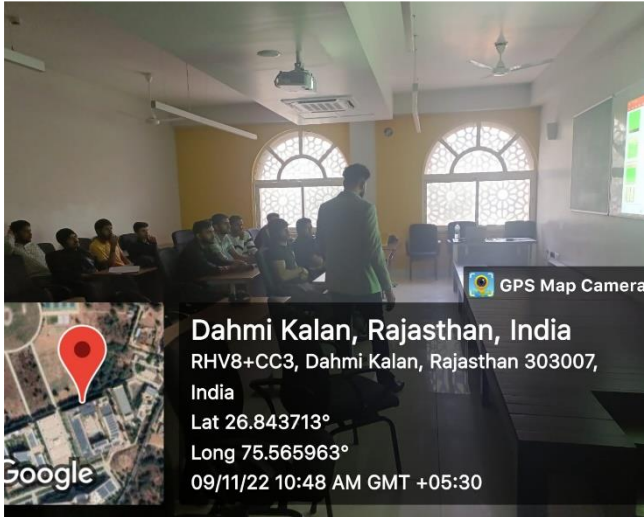 GPS Map Camera
Dahmi Kalan, Rajasthan, India
RHV8+CC3, Dahmi Kalan, Rajasthan 303007,
India
Lat 26.843713°
Long 75.565963°
09/11/22 10:48 AM GMT +05:30
Google